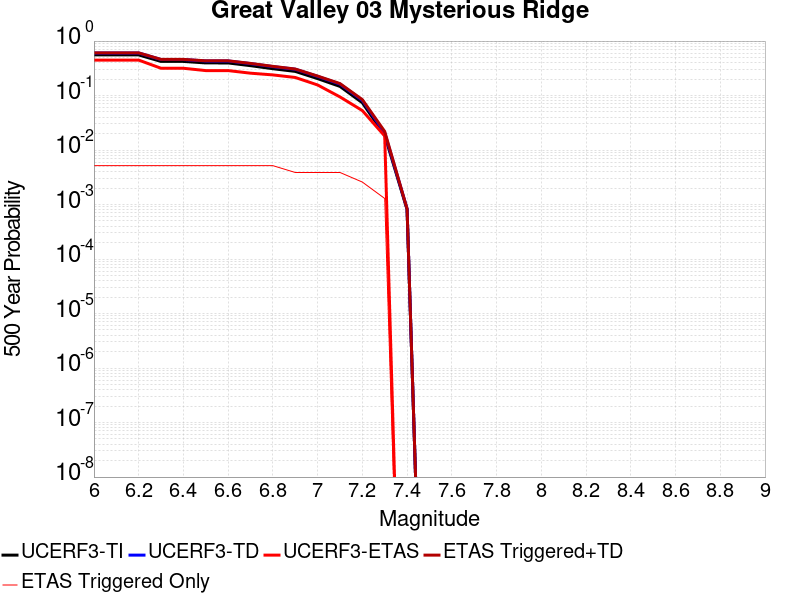 Great Valley 03 Mysterious Ridge
10^0
10^-1
10^-2
10^-3
10^-4
10^-5
10^-6
10^-7
10^-8
500 Year Probability
6 6.2 6.4 6.6 6.8 7 7.2 7.4 7.6 7.8 8 8.2 8.4 8.6 8.8 9
Magnitude
UCERF3-TI UCERF3-TD UCERF3-ETAS ETAS Triggered+TD
ETAS Triggered Only